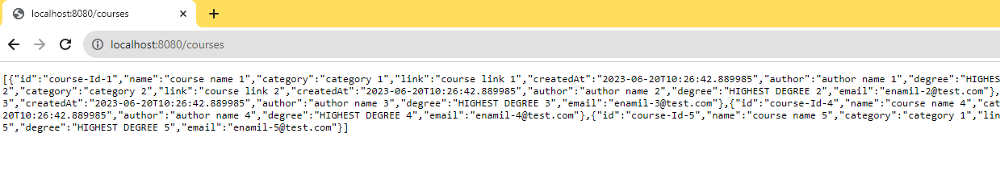 localhost:8080/courses
localhost:8080/courses
[{"id":"course-Id-1","name":"course name 1","category":"category 1","link":"course link 1","createdAt":"2023-06-20T10:26:42.889985","author":"author name 1","degree":"HIGHES
2","category":"category 2","link":"course link 2","createdAt":"2023-06-20T10:26:42.889985","author":"author name 2","degree":"HIGHEST DEGREE 2","email":"enamil-2@test.com"},
3","createdAt":"2023-06-20T10:26:42.889985","author":"author name 3","degree":"HIGHEST DEGREE 3","email":"enamil-3@test.com"},{"id":"course-Id-4","name":"course name 4","cat
20T10:26:42.889985","author":"author name 4","degree":"HIGHEST DEGREE 4","email":"enamil-4@test.com"},{"id":"course-Id-5","name":"course name 5","category":"category 1","lin
5","degree":"HIGHEST DEGREE 5","email":"enamil-5@test.com"}]